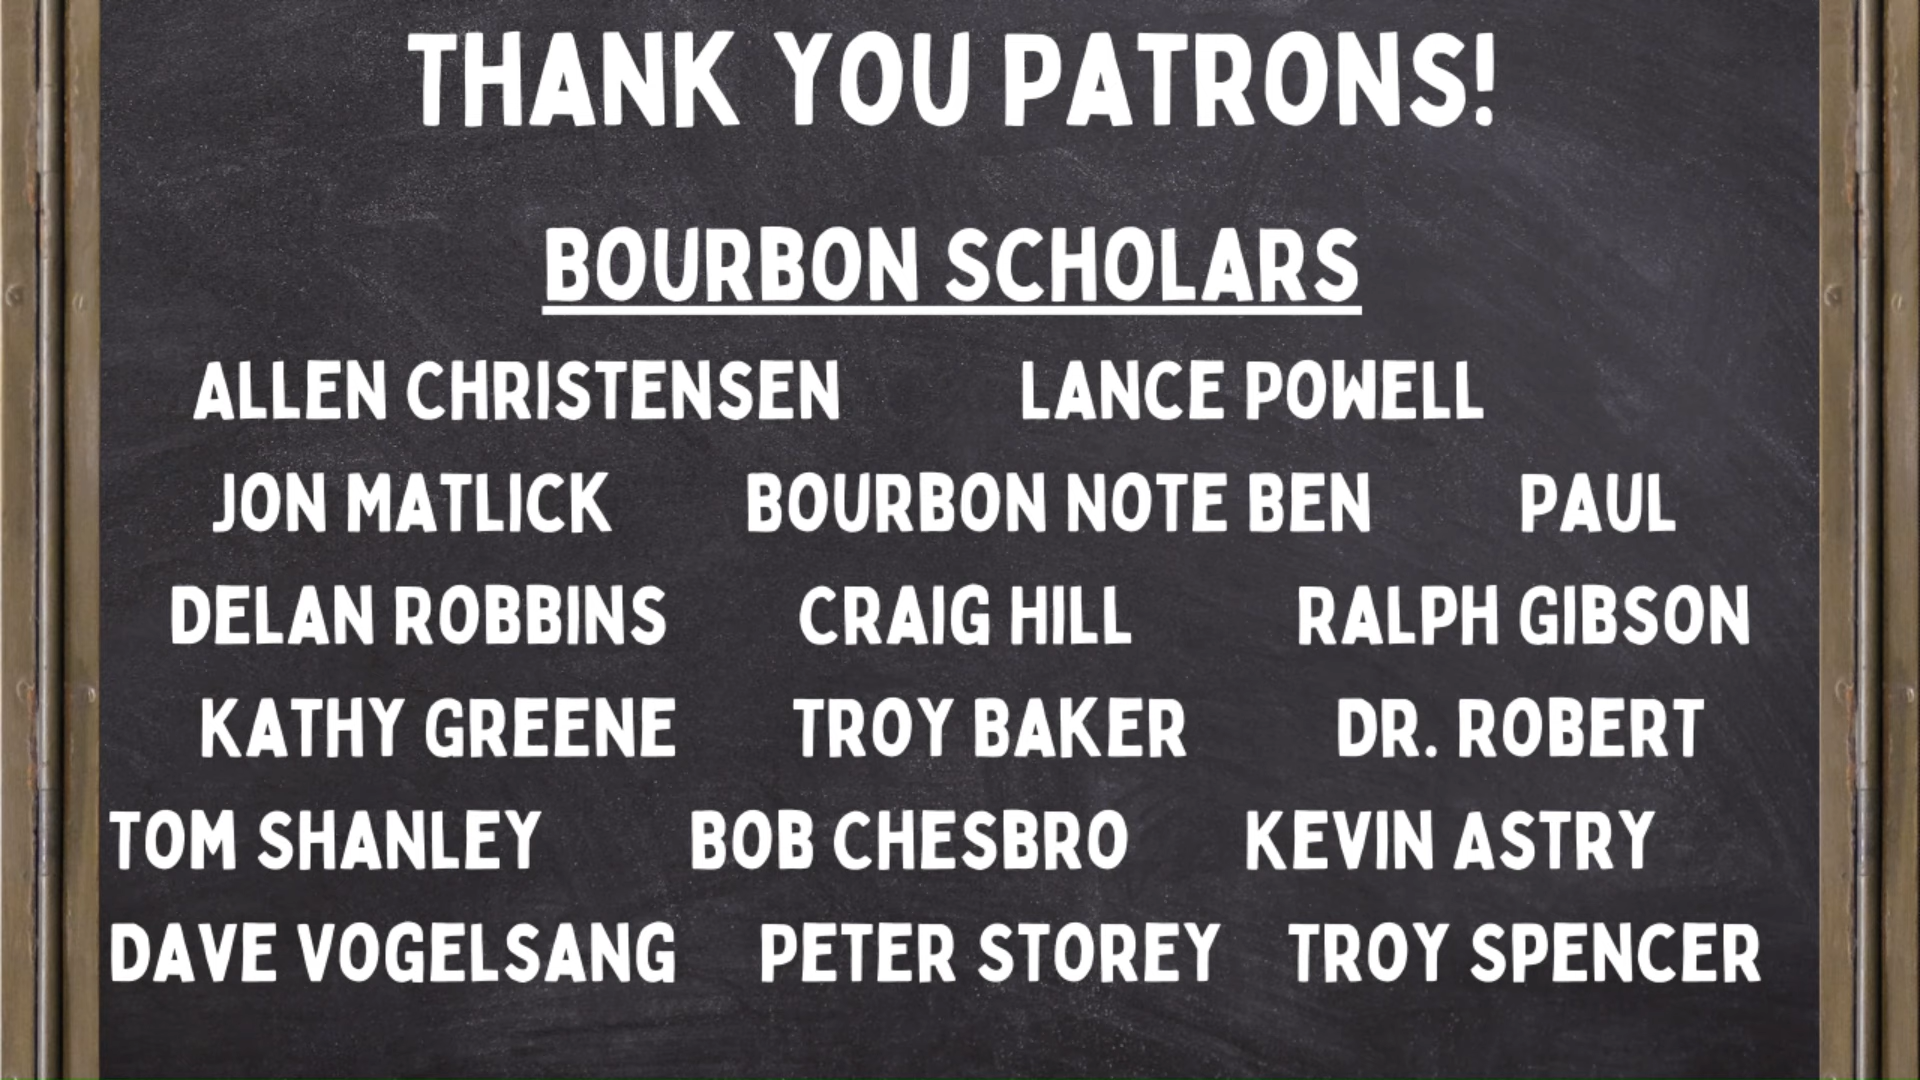 THANK YOU PATRONS!
BOURBON SCHOLARS
ALLEN CHRISTENSEN LANCE POWELL
JON MATLICK BOURBON NOTE BEN PAUL
DELAN ROBBINS CRAIG HILL RALPH GIBSON
KATHY GREENE TROY BAKER DR. ROBERT
TOM SHANLEY BOB CHESBRO KEVIN ASTRY
DAVE VOGELSANG PETER STOREY TROY SPENCER